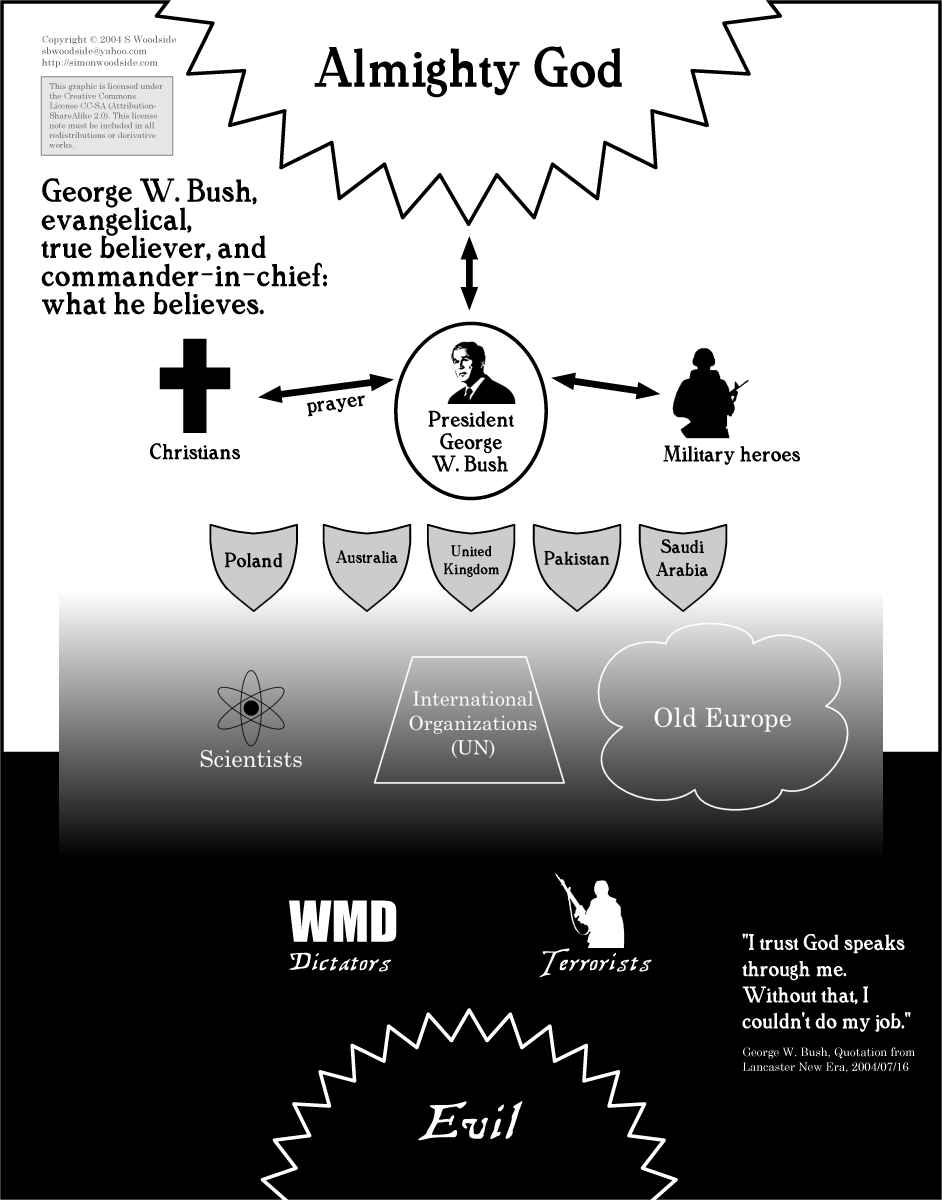 Copyright © 2004 S Woodside
sbwoodside@yahoo.com
http://simonwoodside.com
This graphic is licensed under
the Creative Commons
License CC-SA (Attribution-
ShareAlike 2.0). This license
note must be included in all
redistributions or derivative
works.
Almighty God
George W. Bush,
evangelical,
true believer, and
commander-in-chief:
what he believes.
prayer
Christians
President
George
W. Bush
Military heroes
Poland
Australia
United
Kingdom
Pakistan
Saudi
Arabia
Scientists
International
Organizations
(UN)
Old Europe
WMD
Dictators
Terrorists
"I trust God speaks
through me.
Without that, I
couldn't do my job."
George W. Bush, Quotation from
Lancaster New Era, 2004/07/16
Evil